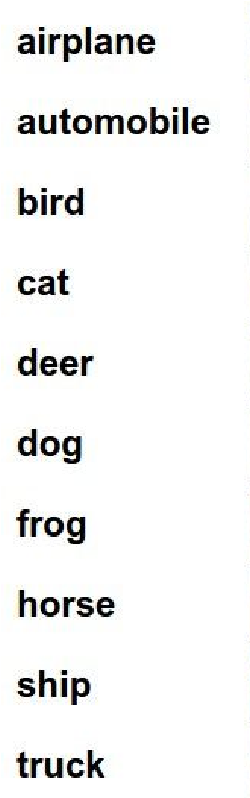 airplane
automobile
bird
cat
deer
dog
frog
horse
ship
truck